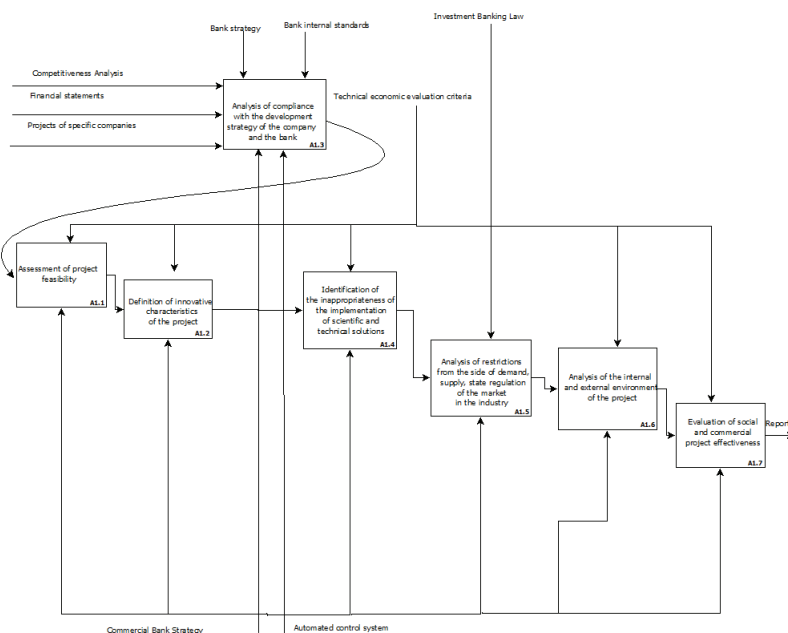 Investment Banking Law
Bank strategy
Bank internal standards
Competitiveness Analysis
Financial statements
Projects of specific companies
Analysis of compliance
with the development
strategy of the company
and the bank
A1.3
Technical economic evaluation criteria
Assessment of project
feasibility
A1.1
Definition of innovative
characteristics
of the project
A1.2
Identification of
the inappropriateness of
the implementation
of scientific and
technical solutions
A1.4
Analysis of restrictions
from the side of demand,
supply, state regulation
of the market
in the industry
A1.5
Analysis of the internal
and external environment
of the project
A1.6
Evaluation of social
and commercial
project effectiveness
A1.7
Report
Commercial Bank Strategy
Automated control system